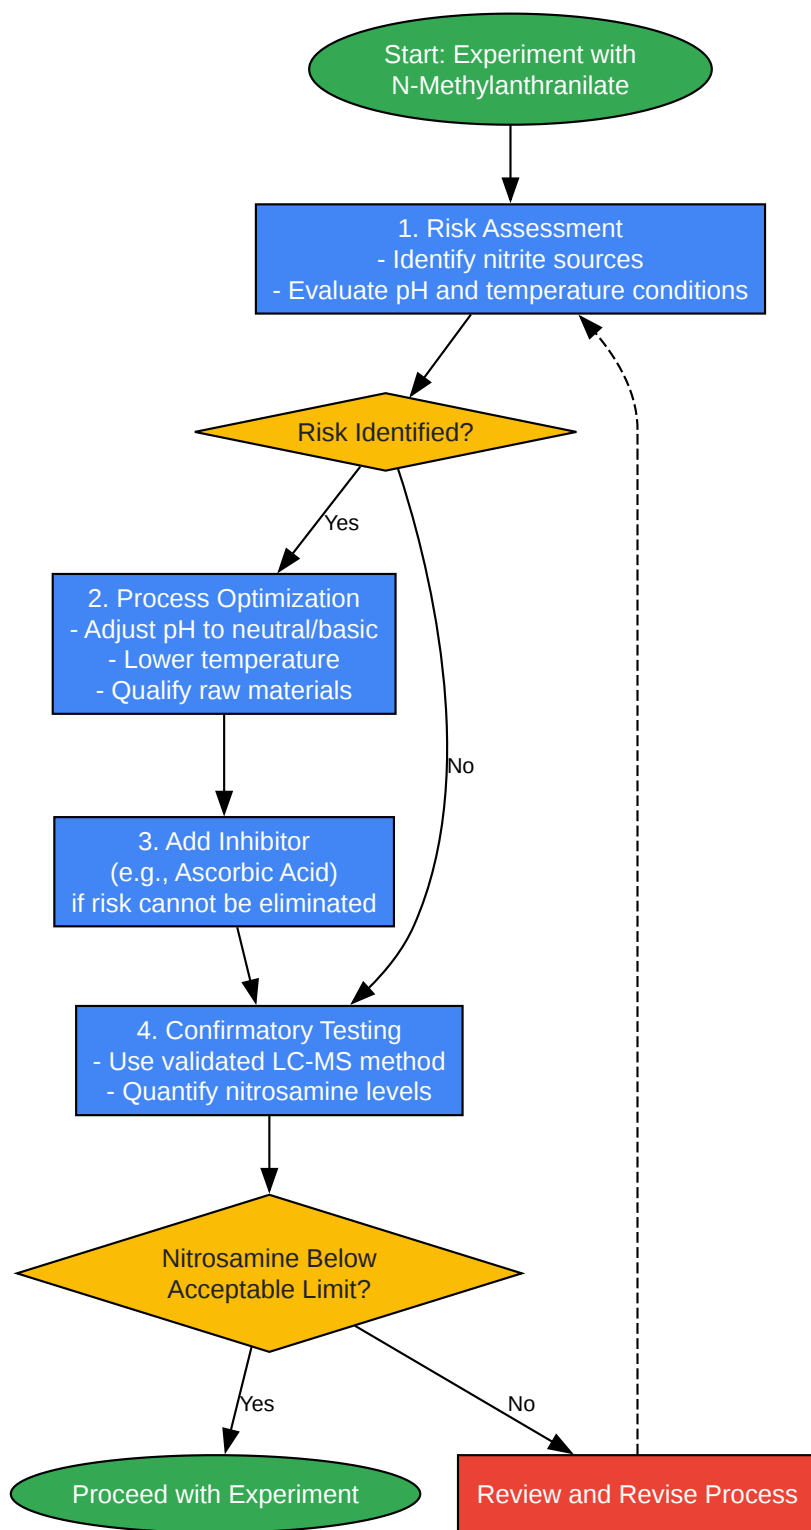 Start: Experiment with
N-Methylanthranilate
1. Risk Assessment
- Identify nitrite sources
- Evaluate pH and temperature conditions
Risk Identified?
Yes
2. Process Optimization
- Adjust pH to neutral/basic
- Lower temperature
- Qualify raw materials
No
3. Add Inhibitor
(e.g., Ascorbic Acid)
if risk cannot be eliminated
4. Confirmatory Testing
- Use validated LC-MS method
- Quantify nitrosamine levels
Nitrosamine Below
Acceptable Limit?
Yes
No
Proceed with Experiment
Review and Revise Process